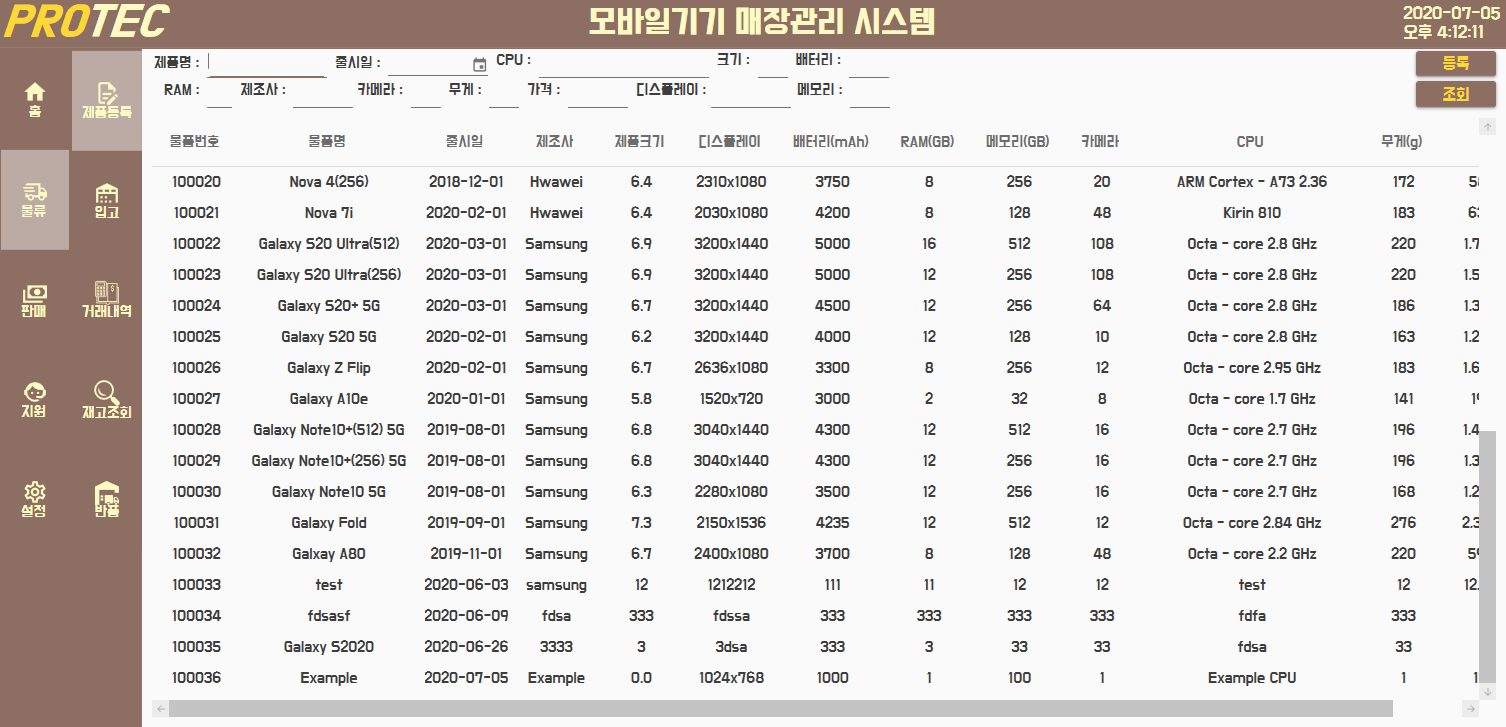 PROTEC
모바일기기 매장관리 시스템
2020-07-05
오후 4:12:11
홈
제품등록
물류
입고
판매
거래내역
지원
재고조회
설정
반품
제품명 : 출시일 : CPU : 크기 : 배터리 :
등록
RAM : 제조사 : 카메라 : 무게 : 가격 : 디스플레이 : 메모리 :
조회
물품번호 물품명 출시일 제조사 제품크기 디스플레이 배터리(mAh) RAM(GB) 메모리(GB) 카메라 CPU 무게(g)
100020 Nova 4(256) 2018-12-01 Hwawei 6.4 2310x1080 3750 8 256 20 ARM Cortex - A73 2.36 172
100021 Nova 7i 2020-02-01 Hwawei 6.4 2030x1080 4200 8 128 48 Kirin 810 183
100022 Galaxy S20 Ultra(512) 2020-03-01 Samsung 6.9 3200x1440 5000 16 512 108 Octa - core 2.8 GHz 220 1.7
100023 Galaxy S20 Ultra(256) 2020-03-01 Samsung 6.9 3200x1440 5000 12 256 108 Octa - core 2.8 GHz 220 1.5
100024 Galaxy S20+ 5G 2020-03-01 Samsung 6.7 3200x1440 4500 12 256 64 Octa - core 2.8 GHz 186 1.3
100025 Galaxy S20 5G 2020-02-01 Samsung 6.2 3200x1440 4000 12 128 10 Octa - core 2.8 GHz 163 1.2
100026 Galaxy Z Flip 2020-02-01 Samsung 6.7 2636x1080 3300 8 256 12 Octa - core 2.95 GHz 183 1.6
100027 Galaxy A10e 2020-01-01 Samsung 5.8 1520x720 3000 2 32 8 Octa - core 1.7 GHz 141
100028 Galaxy Note10+(512) 5G 2019-08-01 Samsung 6.8 3040x1440 4300 12 512 16 Octa - core 2.7 GHz 196 1.4
100029 Galaxy Note10+(256) 5G 2019-08-01 Samsung 6.8 3040x1440 4300 12 256 16 Octa - core 2.7 GHz 196 1.3
100030 Galaxy Note10 5G 2019-08-01 Samsung 6.3 2280x1080 3500 12 256 16 Octa - core 2.7 GHz 168 1.2
100031 Galaxy Fold 2019-09-01 Samsung 7.3 2150x1536 4235 12 512 12 Octa - core 2.84 GHz 276 2.3
100032 Galxay A80 2019-11-01 Samsung 6.7 2400x1080 3700 8 128 48 Octa - core 2.2 GHz 220
100033 test 2020-06-03 samsung 12 1212212 111 11 12 12 test 12 12.
100034 fdsasf 2020-06-09 fdsa 333 fdssa 333 333 333 333 fdfa 333
100035 Galaxy S2020 2020-06-26 3333 3 3dsa 333 3 33 33 fdsa 33
100036 Example 2020-07-05 Example 0.0 1024x768 1000 1 100 1 Example CPU 1